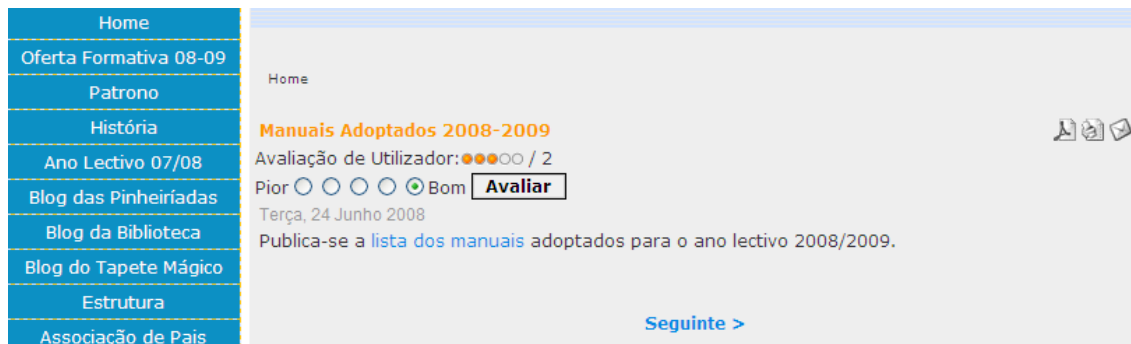 Home
Oferta Formativa 08-09
Patrono
História
Ano Lectivo 07/08
Blog das Pinheiríadas
Blog da Biblioteca
Blog do Tapete Mágico
Estrutura
Associação de Pais
Home
Manuais Adoptados 2008-2009
Avaliação de Utilizador: / 2
Pior Bom Avaliar
Terça, 24 Junho 2008
Publica-se a lista dos manuais adoptados para o ano lectivo 2008/2009.
Seguinte >